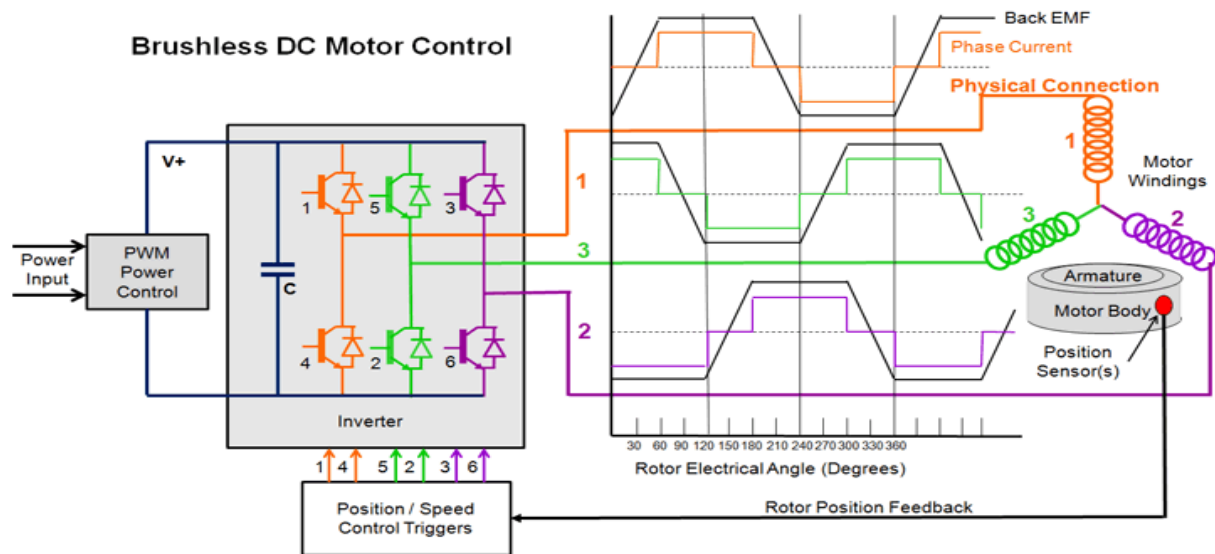 Brushless DC Motor Control
Back EMF
Phase Current
Physical Connection
V+
1
5
3
1
1
Motor
Windings
3
2
Power
Input
PWM
Power
Control
C
3
Armature
Motor Body
4
2
6
2
Position
Sensor(s)
Inverter
30 60 90 120 150 180 210 240 270 300 330 360
Rotor Electrical Angle (Degrees)
1 4 5 2 3 6
Position / Speed
Control Triggers
Rotor Position Feedback